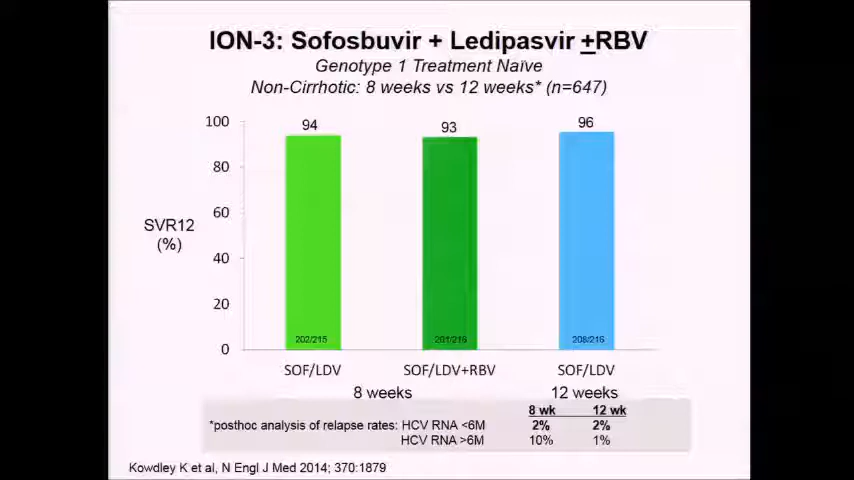 ION-3: Sofosbuvir + Ledipasvir +RBV
Genotype 1 Treatment Naïve
Non-Cirrhotic: 8 weeks vs 12 weeks* (n=647)
100
80
60
40
20
0
SVR12
(%)
94
93
96
202/215
201/216
208/216
SOF/LDV
SOF/LDV+RBV
SOF/LDV
8 weeks
12 weeks
8 wk 12 wk
*posthoc analysis of relapse rates: HCV RNA <6M 2% 2%
HCV RNA >6M 10% 1%
Kowdley K et al, N Engl J Med 2014; 370:1879